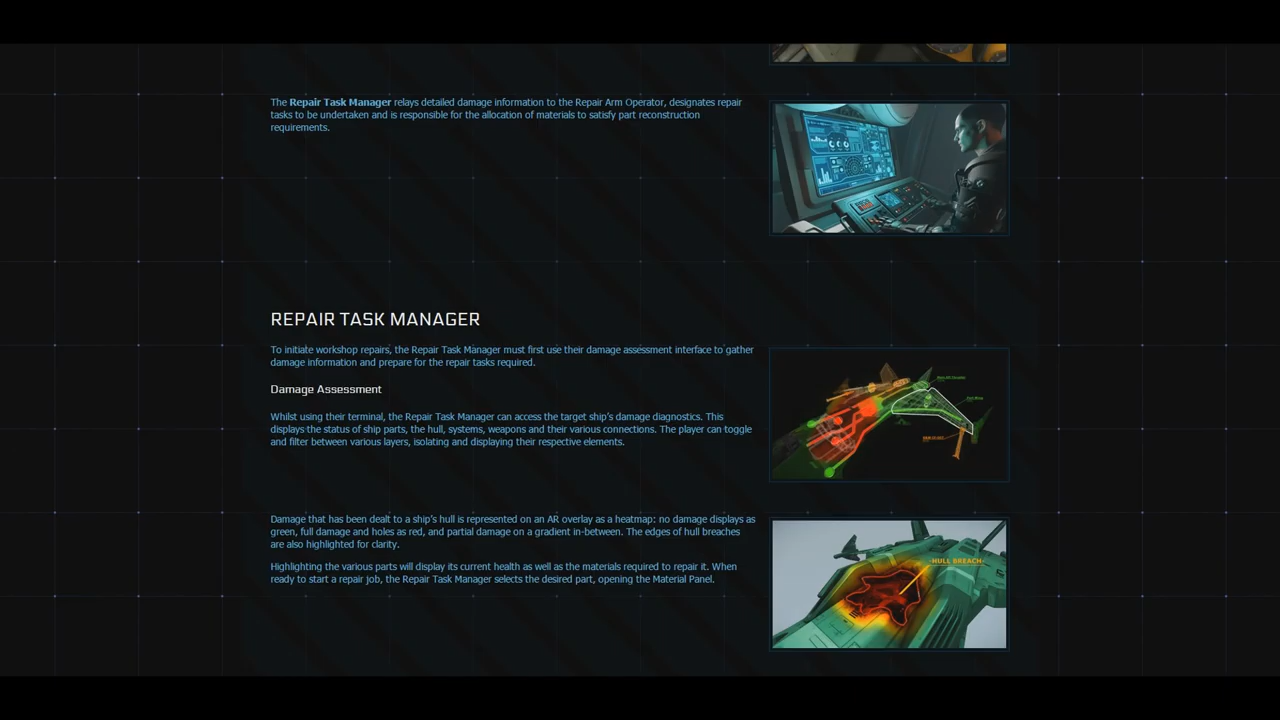 The Repair Task Manager relays detailed damage information to the Repair Arm Operator, designates repair
tasks to be undertaken and is responsible for the allocation of materials to satisfy part reconstruction
requirements.
REPAIR TASK MANAGER
To initiate workshop repairs, the Repair Task Manager must first use their damage assessment interface to gather
damage information and prepare for the repair tasks required.
Damage Assessment
Whilst using their terminal, the Repair Task Manager can access the target ship's damage diagnostics. This
displays the status of ship parts, the hull, systems, weapons and their various connections. The player can toggle
and filter between various layers, isolating and displaying their respective elements.
Damage that has been dealt to a ship's hull is represented on an AR overlay as a heatmap: no damage displays as
green, full damage and holes as red, and partial damage on a gradient in-between. The edges of hull breaches
are also highlighted for clarity.
HULL BREACH
Highlighting the various parts will display its current health as well as the materials required to repair it. When
ready to start a repair job, the Repair Task Manager selects the desired part, opening the Material Panel.